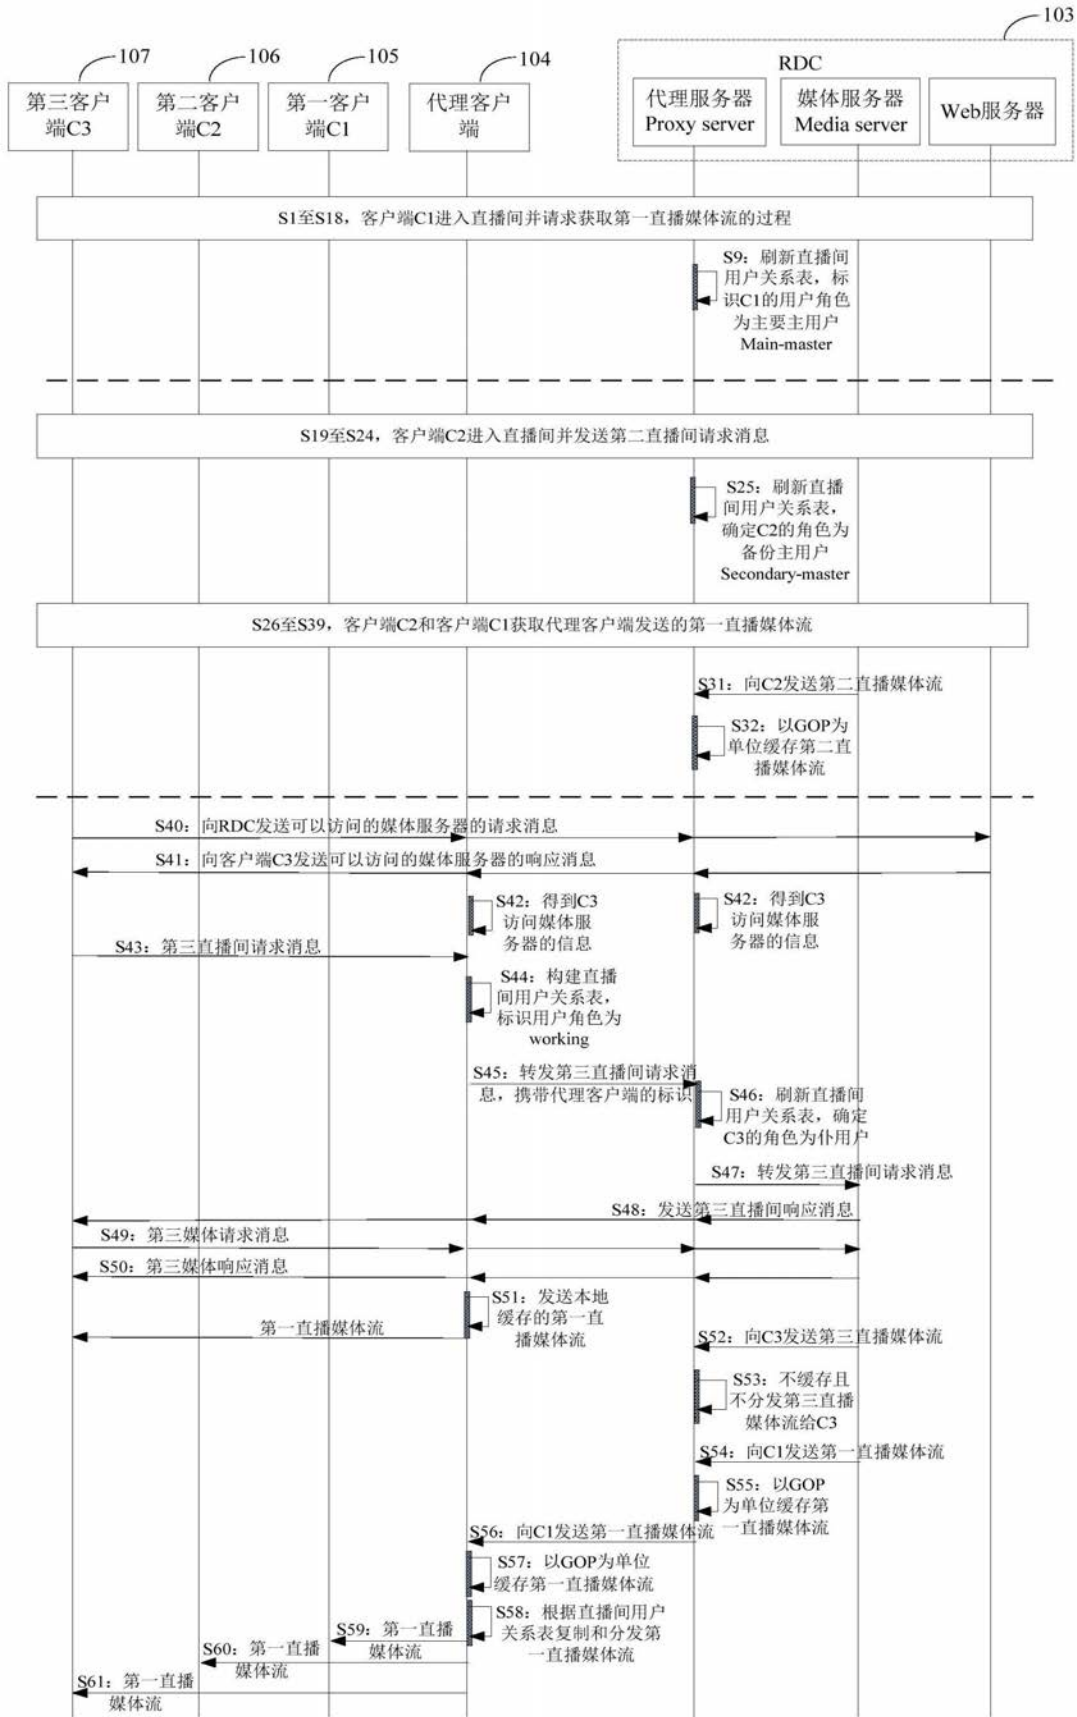 103
107
106
105
104
RDC
第三客户
端C3
第二客户
端C2
第一客户
端C1
代理客户
端
代理服务器
Proxy server
媒体服务器
Media server
Web服务器
S1至S18，客户端C1进入直播间并请求获取第一直播媒体流的过程
S9：刷新直播间
用户关系表，标
识C1的用户角色
为主要主用户
Main-master
S19至S24，客户端C2进入直播间并发送第二直播间请求消息
S25：刷新直播
间用户关系表，
确定C2的角色为
备份主用户
Secondary-master
S26至S39，客户端C2和客户端C1获取代理客户端发送的第一直播媒体流
S31：向C2发送第二直播媒体流
S32：以GOP为
单位缓存第二直
播媒体流
S40：向RDC发送可以访问的媒体服务器的请求消息
S41：向客户端C3发送可以访问的媒体服务器的响应消息
S42：得到C3
访问媒体服
务器的信息
S42：得到C3
访问媒体服
务器的信息
S43：第三直播间请求消息
S44：构建直播
间用户关系表，
标识用户角色为
working
S45：转发第三直播间请求消
息，携带代理客户端的标识
S46：刷新直播间
用户关系表，确定
C3的角色为仆用户
S47：转发第三直播间请求消息
S48：发送第三直播间响应消息
S49：第三媒体请求消息
S50：第三媒体响应消息
S51：发送本地
缓存的第一直
播媒体流
第一直播媒体流
S52：向C3发送第三直播媒体流
S53：不缓存且
不分发第三直播
媒体流给C3
S54：向C1发送第一直播媒体流
S55：以GOP
为单位缓存第
一直播媒体流
S56：向C1发送第一直播媒体流
S57：以GOP为单位
缓存第一直播媒体流
S58：根据直播间用户
关系表复制和分发第
一直播媒体流
S59：第一直播
媒体流
S60：第一直播
媒体流
S61：第一直播
媒体流